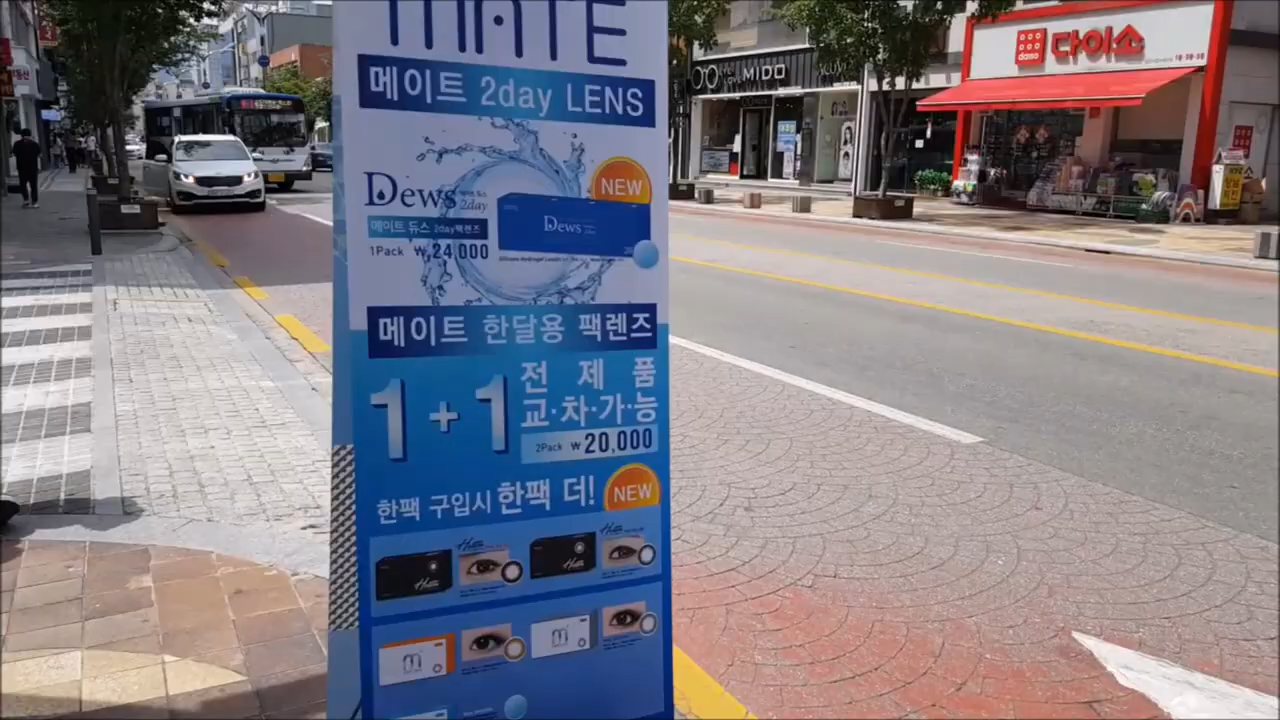 MATE
메이트 2day LENS
Dews 2day
NEW
Dews
메이트 듀스 2day팩렌즈
1Pack ₩24,000
메이트 한달용 팩렌즈
1+1 전 제 품
교·차·가·능
2Pack ₩20,000
한팩 구입시 한팩 더!
NEW
MIDO
다이소
daiso